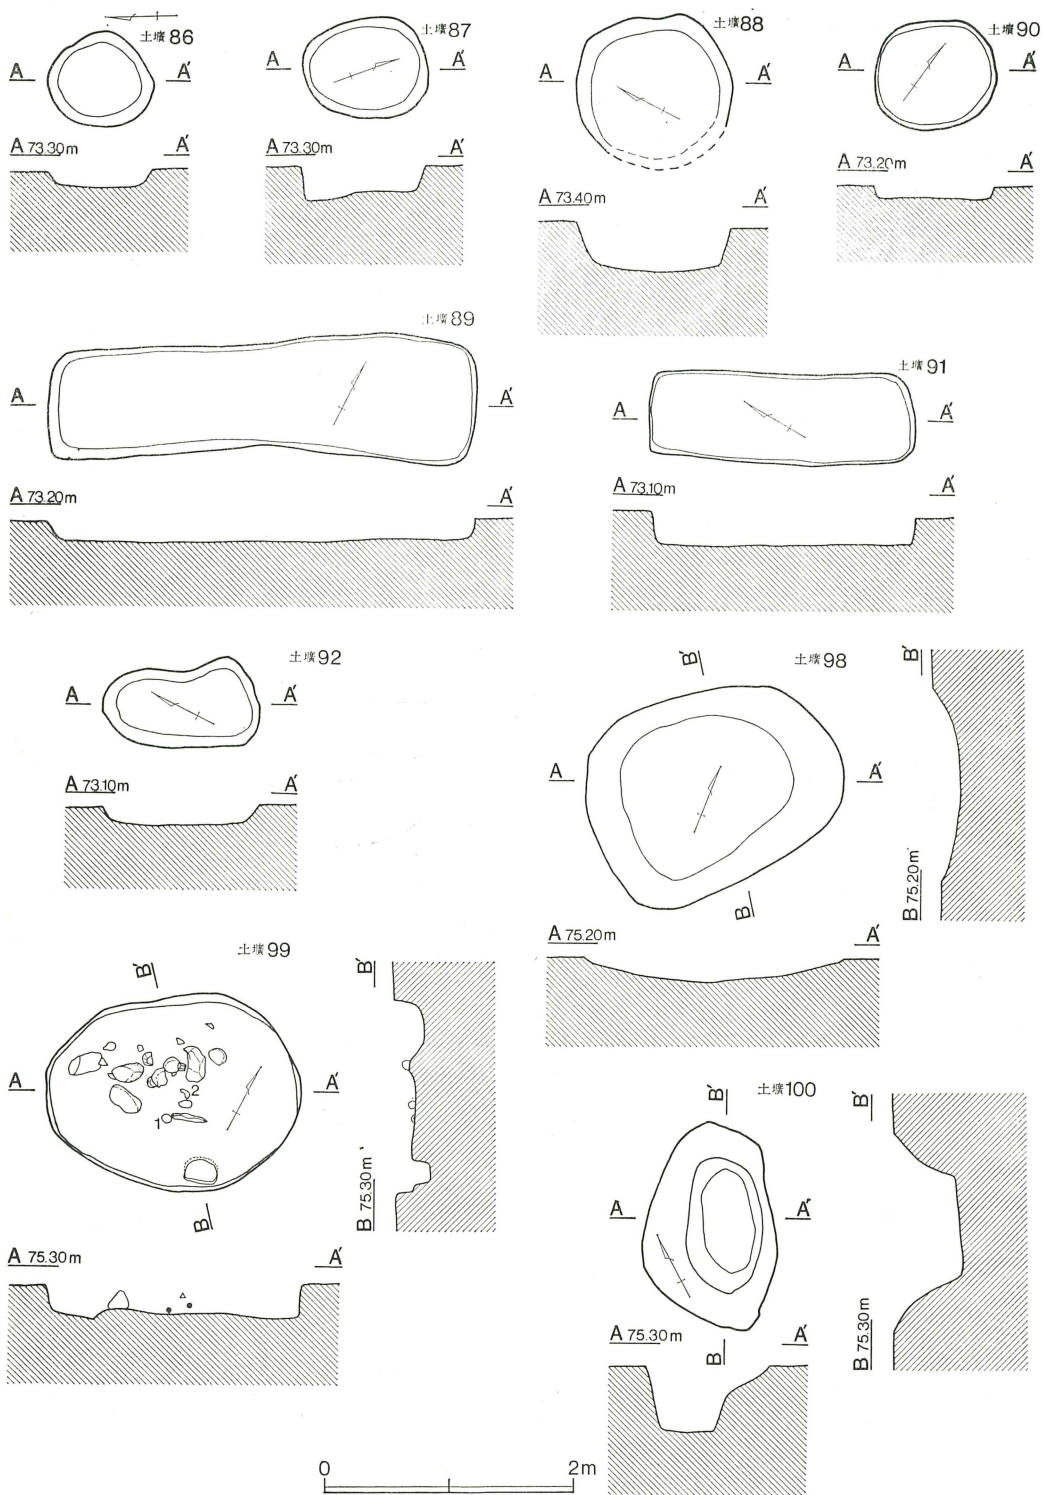 土壙86
A A'
A 73.30m A'
土壙87
A A'
A 73.30m A'
土壙88
A A'
A 73.40m A'
土壙90
A A'
A 73.20m A'
土壙89
A A'
A 73.20m A'
土壙91
A A'
A 73.10m A'
土壙92
A A'
A 73.10m A'
土壙98
B'
A A'
B
B'
B 75.20m
A 75.20m A'
土壙99
B'
A A'
2
1
B
B'
B 75.30m
A 75.30m A'
土壙100
B'
A A'
B
B'
B 75.30m
A 75.30m A'
0 2m